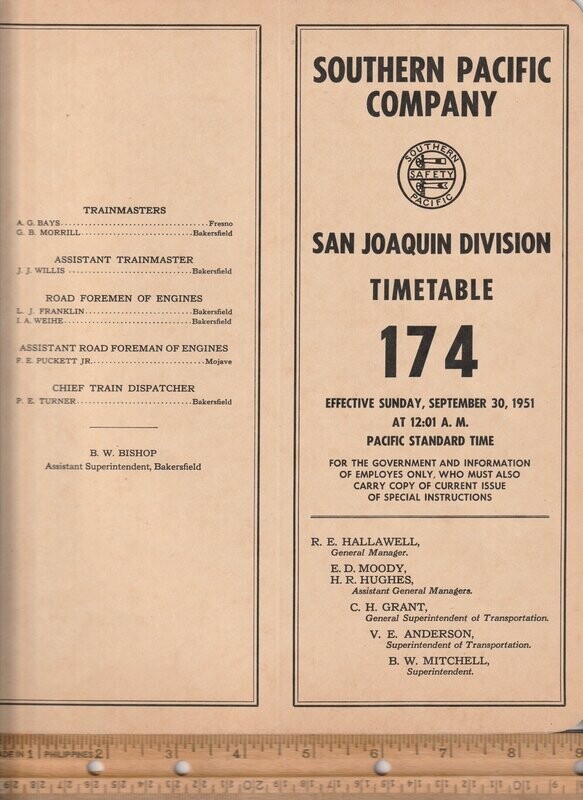 TRAINMASTERS
A. G. BAYS........................................Fresno
G. B. MORRILL..............................Bakersfield
ASSISTANT TRAINMASTER
J. J. WILLIS..................................Bakersfield
ROAD FOREMEN OF ENGINES
L. J. FRANKLIN.............................Bakersfield
I. A. WEIHE..................................Bakersfield
ASSISTANT ROAD FOREMAN OF ENGINES
F. E. PUCKETT JR..............................Mojave
CHIEF TRAIN DISPATCHER
P. E. TURNER...............................Bakersfield
B. W. BISHOP
Assistant Superintendent, Bakersfield
SOUTHERN PACIFIC
COMPANY
SOUTHERN
SAFETY
PACIFIC
SAN JOAQUIN DIVISION
TIMETABLE
174
EFFECTIVE SUNDAY, SEPTEMBER 30, 1951
AT 12:01 A. M.
PACIFIC STANDARD TIME
FOR THE GOVERNMENT AND INFORMATION
OF EMPLOYES ONLY, WHO MUST ALSO
CARRY COPY OF CURRENT ISSUE
OF SPECIAL INSTRUCTIONS
R. E. HALLAWELL,
General Manager.
E. D. MOODY,
H. R. HUGHES,
Assistant General Managers.
C. H. GRANT,
General Superintendent of Transportation.
V. E. ANDERSON,
Superintendent of Transportation.
B. W. MITCHELL,
Superintendent.
MADE IN 1 PHILIPPINES 2 3 4 5 6 7 8 9